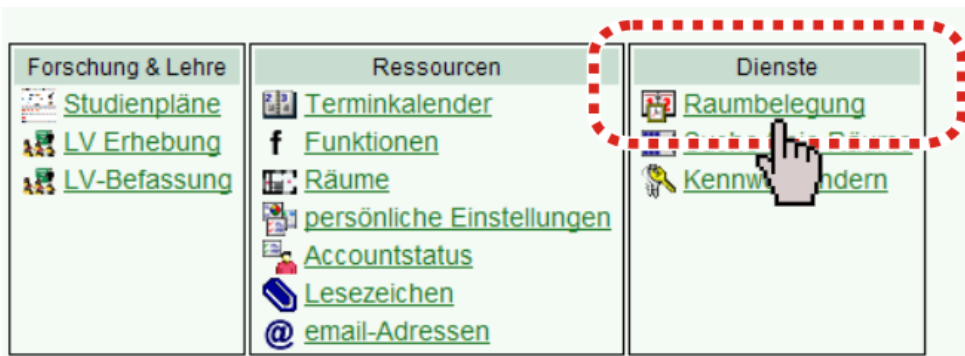 Forschung & Lehre
Studienpläne
LV Erhebung
LV-Befassung
Ressourcen
Terminkalender
Funktionen
Räume
persönliche Einstellungen
Accountstatus
Lesezeichen
email-Adressen
Dienste
Raumbelegung
Räume